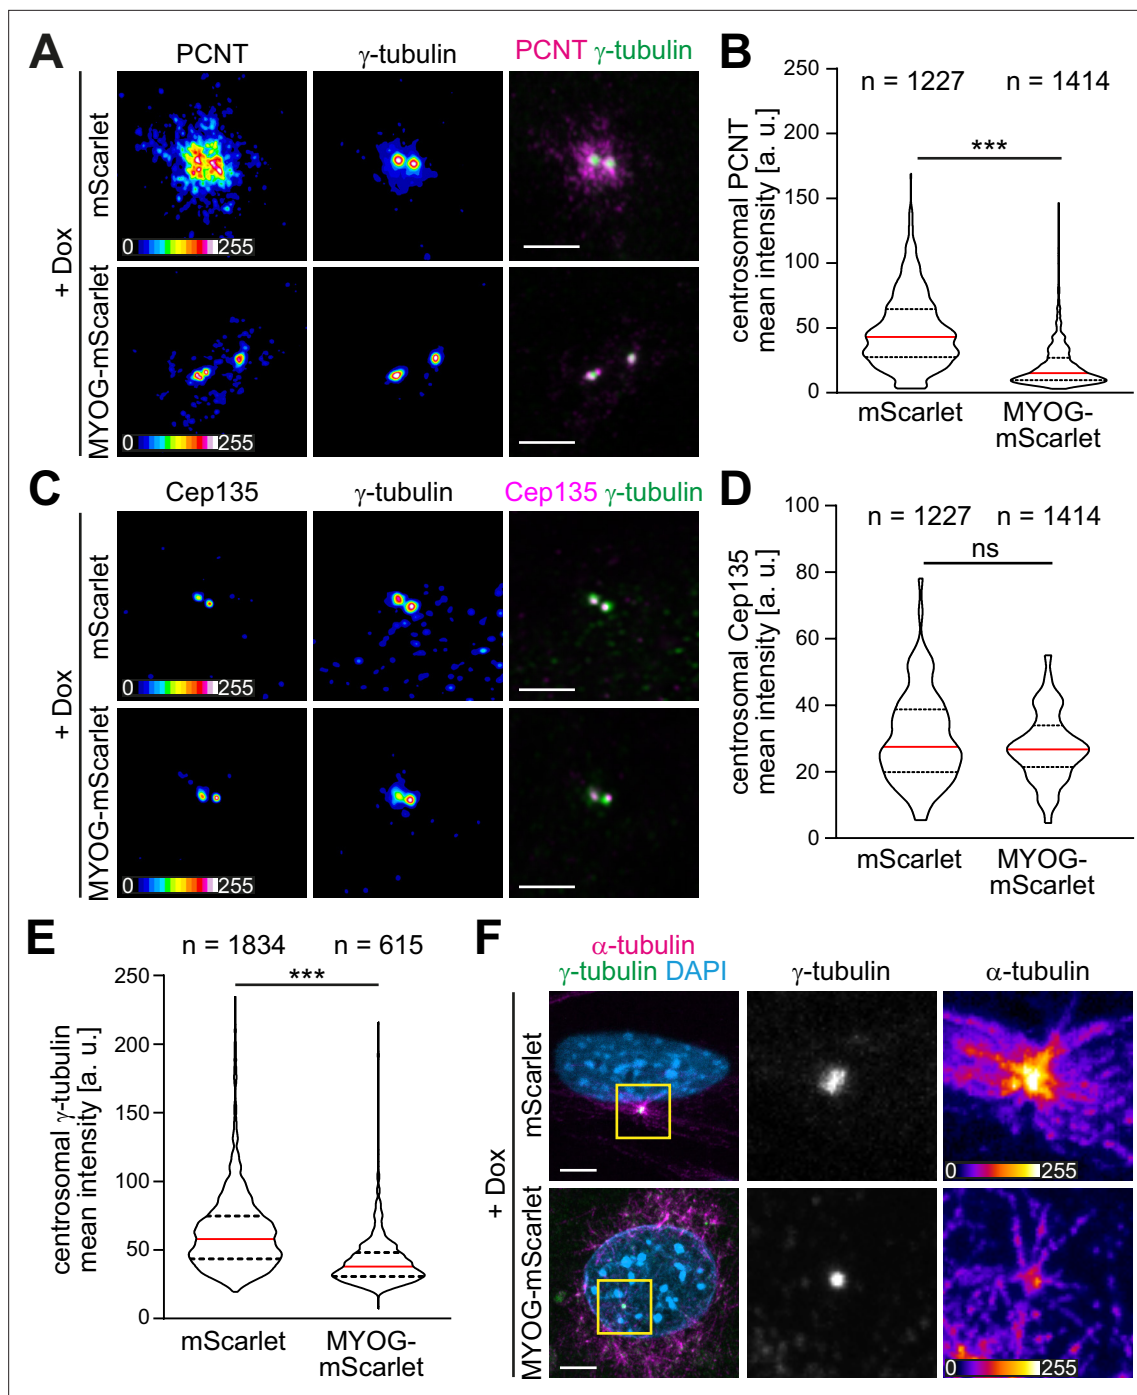 A
PCNT
γ-tubulin
PCNT γ-tubulin
+ Dox
mScarlet
0 255
MYOG-mScarlet
0 255
B
n = 1227 n = 1414
***
centrosomal PCNT
mean intensity [a. u.]
250
200
150
100
50
0
mScarlet
MYOG-
mScarlet
C
Cep135
γ-tubulin
Cep135 γ-tubulin
+ Dox
mScarlet
0 255
MYOG-mScarlet
0 255
D
n = 1227 n = 1414
ns
centrosomal Cep135
mean intensity [a. u.]
100
80
60
40
20
0
mScarlet
MYOG-
mScarlet
E
n = 1834 n = 615
***
centrosomal γ-tubulin
mean intensity [a. u.]
250
200
150
100
50
0
mScarlet
MYOG-
mScarlet
F
α-tubulin
γ-tubulin DAPI
γ-tubulin
α-tubulin
+ Dox
mScarlet
0 255
MYOG-mScarlet
0 255